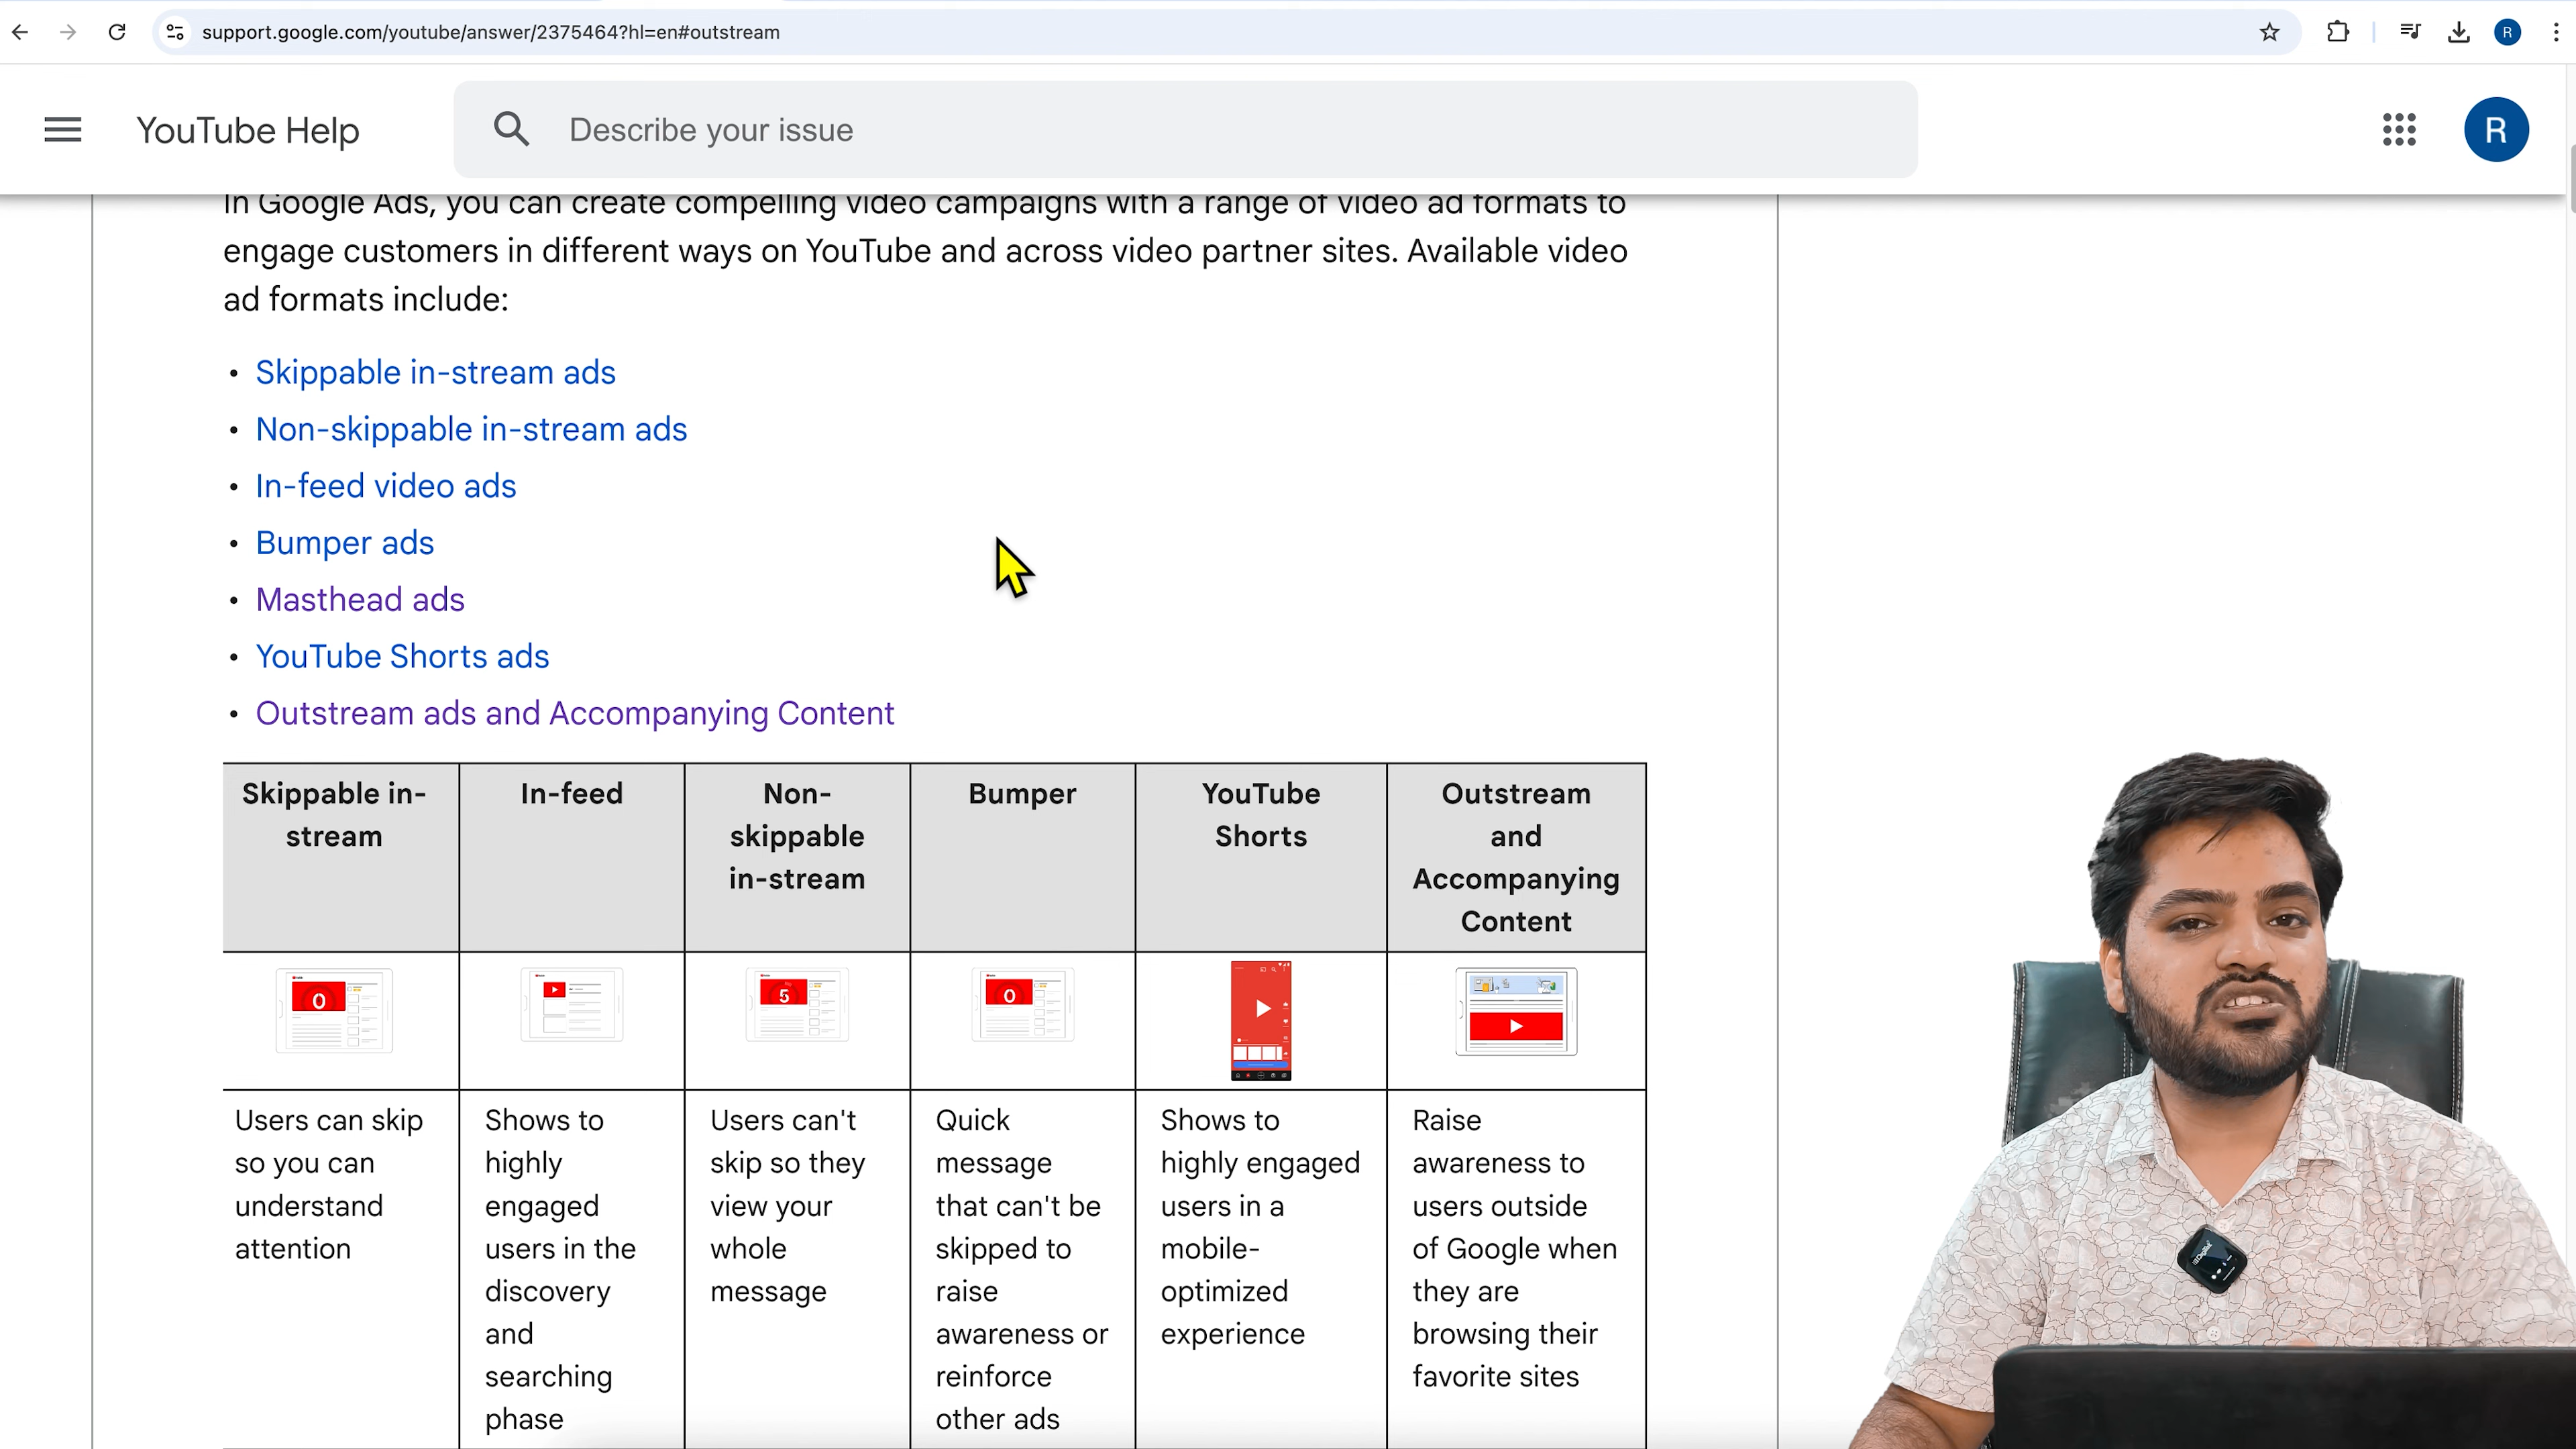 support.google.com/youtube/answer/2375464?hl=en#outstream
R
YouTube Help
Describe your issue
R
In Google Ads, you can create compelling video campaigns with a range of video ad formats to
engage customers in different ways on YouTube and across video partner sites. Available video
ad formats include:
• Skippable in-stream ads
• Non-skippable in-stream ads
• In-feed video ads
• Bumper ads
• Masthead ads
• YouTube Shorts ads
• Outstream ads and Accompanying Content
Skippable in-
stream
In-feed
Non-
skippable
in-stream
Bumper
YouTube
Shorts
Outstream
and
Accompanying
Content
0
5
0
Users can skip
so you can
understand
attention
Shows to
highly
engaged
users in the
discovery
and
searching
phase
Users can't
skip so they
view your
whole
message
Quick
message
that can't be
skipped to
raise
awareness or
reinforce
other ads
Shows to
highly engaged
users in a
mobile-
optimized
experience
Raise
awareness to
users outside
of Google when
they are
browsing their
favorite sites